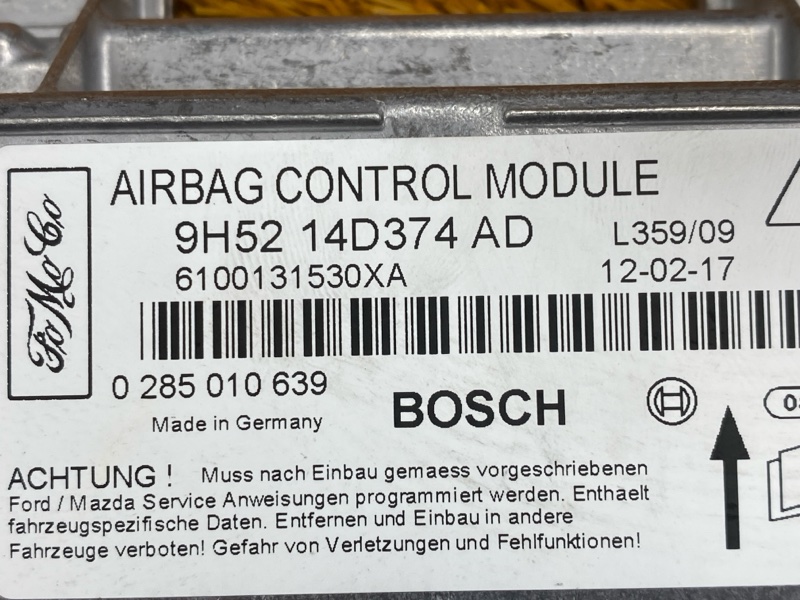 AIRBAG CONTROL MODULE
FoMoCo
9H52 14D374 AD
L359/09
6100131530XA
12-02-17
0 285 010 639
Made in Germany
BOSCH
ACHTUNG ! Muss nach Einbau gemaess vorgeschriebenen
Ford / Mazda Service Anweisungen programmiert werden. Enthaelt
fahrzeugspezifische Daten. Entfernen und Einbau in andere
Fahrzeuge verboten! Gefahr von Verletzungen und Fehlfunktionen!